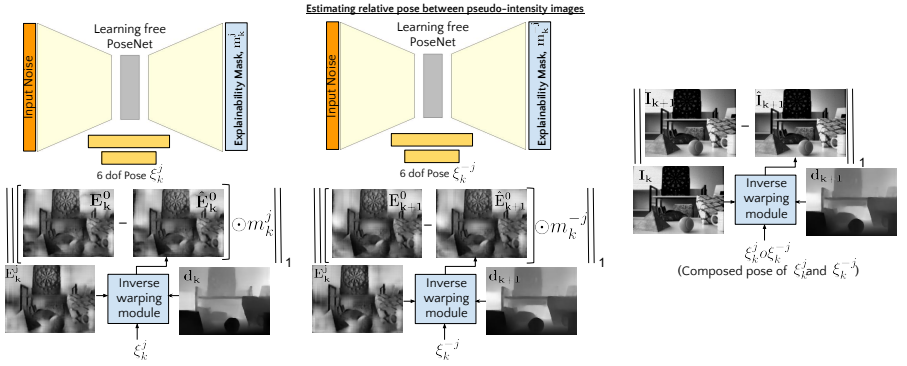 Estimating relative pose between pseudo-intensity images
Learning free
PoseNet
Input Noise
Explainability Mask, m_k^j
6 dof Pose ξ_k^j
E_k^0
−
Ê_k^0
⊙m_k^j
1
E_k^j
Inverse
warping
module
d_k
ξ_k^j
Learning free
PoseNet
Input Noise
Explainability Mask, m_k^{-j}
6 dof Pose ξ_k^{-j}
E_{k+1}^0
−
Ê_{k+1}^0
⊙m_k^{-j}
1
E_k^j
Inverse
warping
module
d_{k+1}
ξ_k^{-j}
I_{k+1}
−
Î_{k+1}
1
I_k
Inverse
warping
module
d_k
ξ_k^j oξ_k^{-j}
(Composed pose of ξ_k^j and ξ_k^{-j})